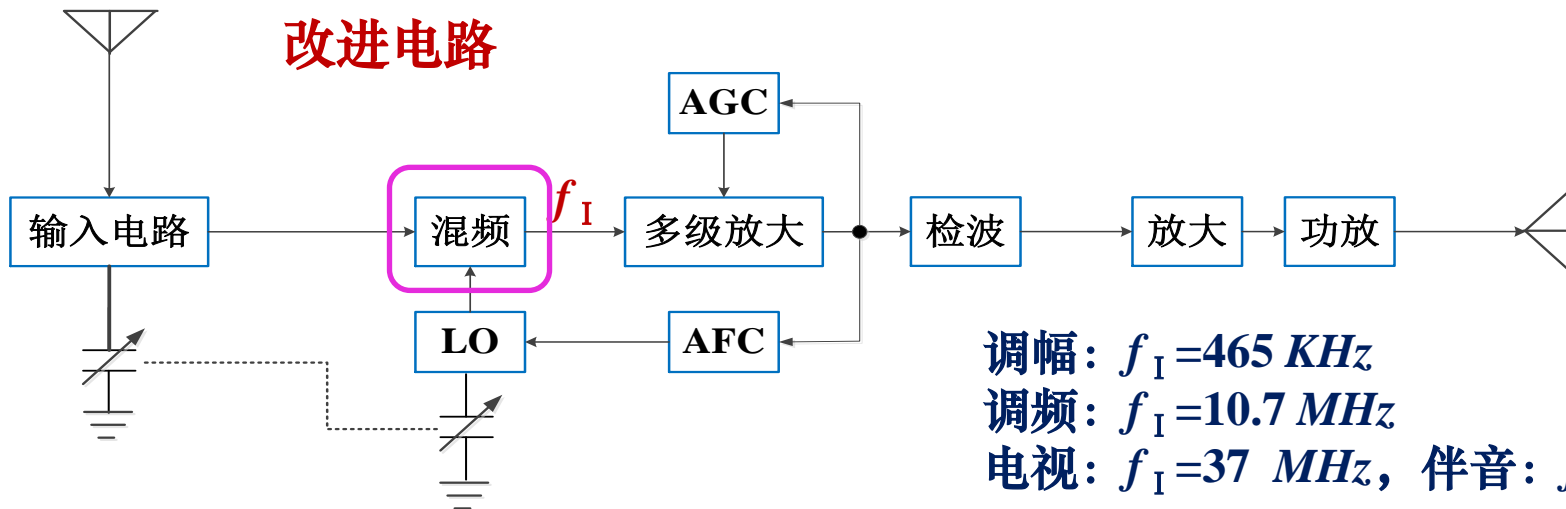 改进电路
AGC
输入电路
混频
f I
多级放大
检波
放大
功放
LO
AFC
调幅：f I =465 KHz
调频：f I =10.7 MHz
电视：f I =37 MHz，伴音：